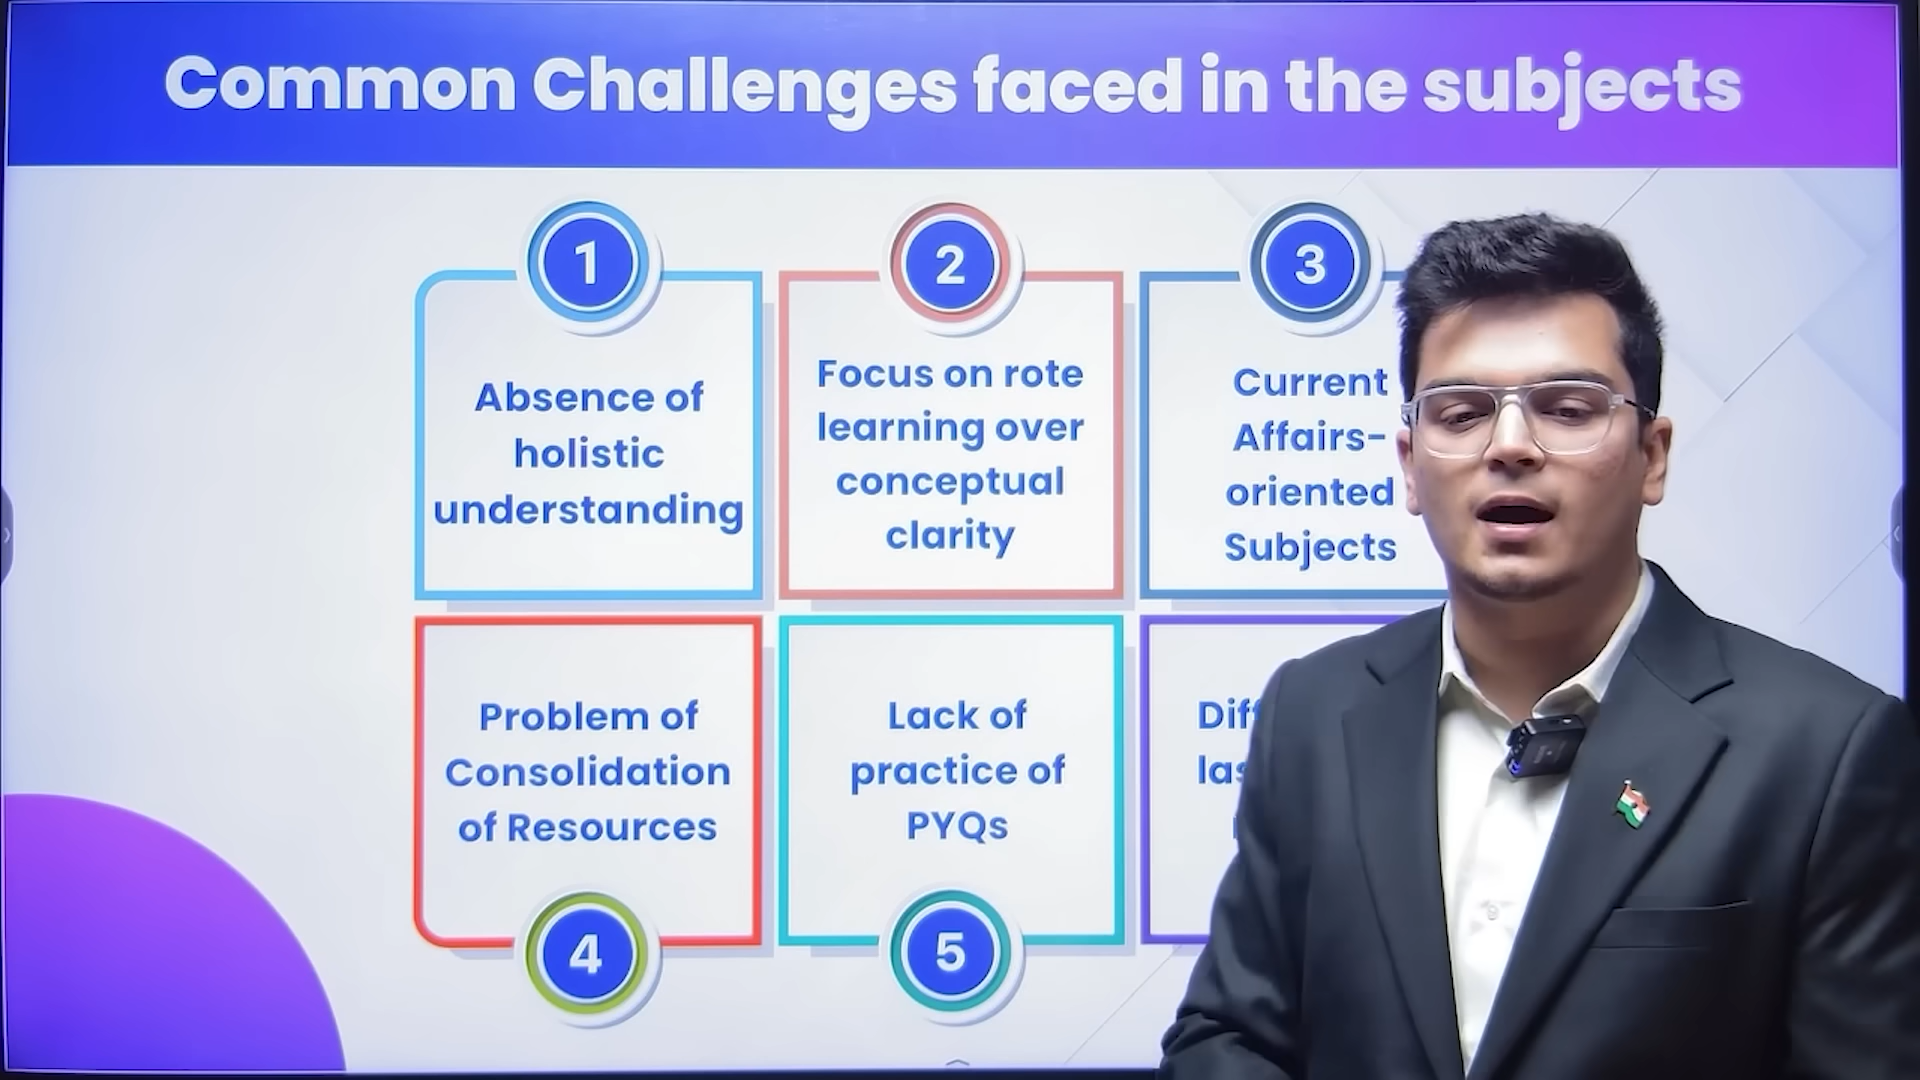 Common Challenges faced in the subjects
1
2
3
Absence of
holistic
understanding
Focus on rote
learning over
conceptual
clarity
Current
Affairs-
oriented
Subjects
Problem of
Consolidation
of Resources
Lack of
practice of
PYQs
4
5